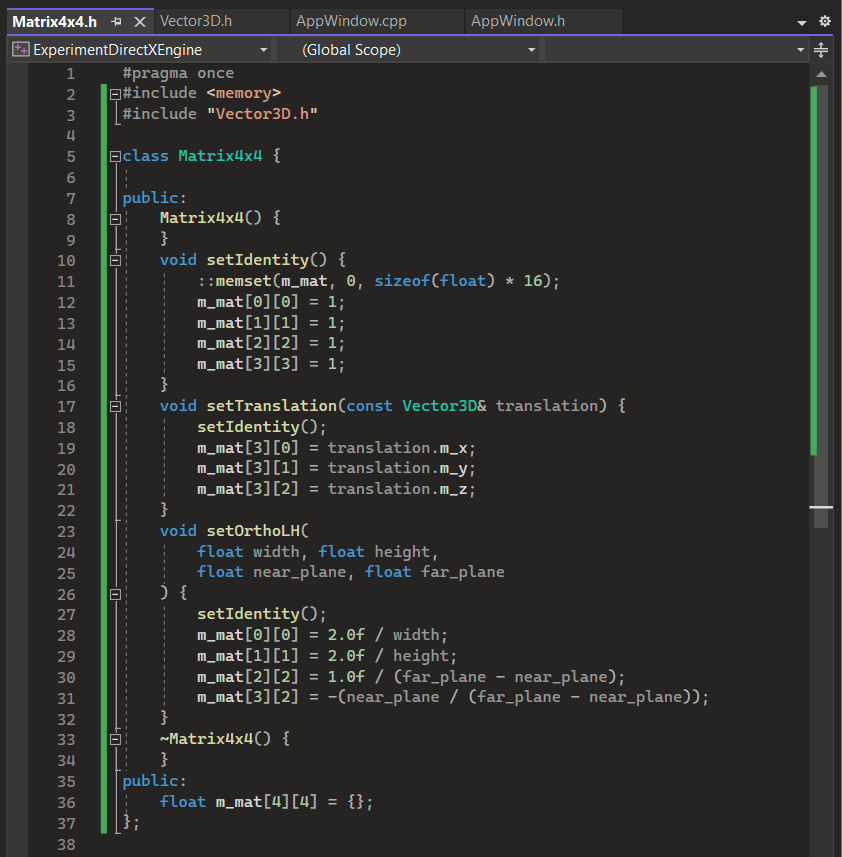 Matrix4x4.h Vector3D.h AppWindow.cpp AppWindow.h
ExperimentDirectXEngine (Global Scope)
1 #pragma once
2 #include <memory>
3 #include "Vector3D.h"
4
5 class Matrix4x4 {
6
7 public:
8     Matrix4x4() {
9     }
10     void setIdentity() {
11         ::memset(m_mat, 0, sizeof(float) * 16);
12         m_mat[0][0] = 1;
13         m_mat[1][1] = 1;
14         m_mat[2][2] = 1;
15         m_mat[3][3] = 1;
16     }
17     void setTranslation(const Vector3D& translation) {
18         setIdentity();
19         m_mat[3][0] = translation.m_x;
20         m_mat[3][1] = translation.m_y;
21         m_mat[3][2] = translation.m_z;
22     }
23     void setOrthoLH(
24         float width, float height,
25         float near_plane, float far_plane
26     ) {
27         setIdentity();
28         m_mat[0][0] = 2.0f / width;
29         m_mat[1][1] = 2.0f / height;
30         m_mat[2][2] = 1.0f / (far_plane - near_plane);
31         m_mat[3][2] = -(near_plane / (far_plane - near_plane));
32     }
33     ~Matrix4x4() {
34     }
35 public:
36     float m_mat[4][4] = {};
37 };
38